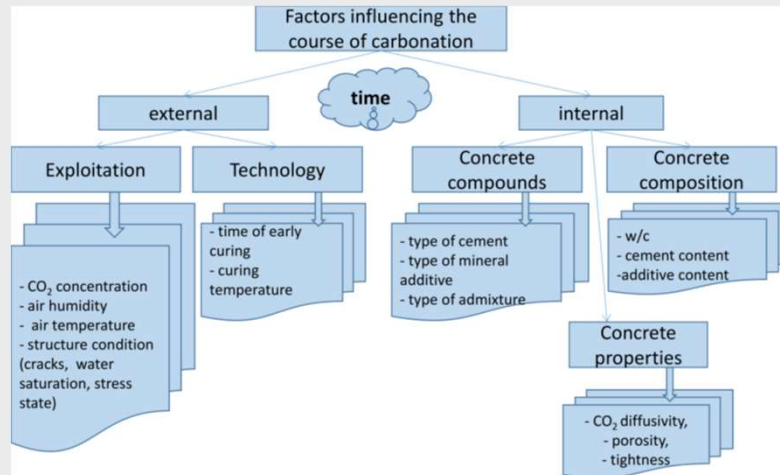 Factors influencing the
course of carbonation
time
external
internal
Exploitation
Technology
Concrete
compounds
Concrete
composition
- CO₂ concentration
- air humidity
- air temperature
- structure condition
(cracks, water
saturation, stress
state)
- time of early
curing
- curing
temperature
- type of cement
- type of mineral
additive
- type of admixture
- w/c
- cement content
-additive content
Concrete
properties
- CO₂ diffusivity,
- porosity,
- tightness